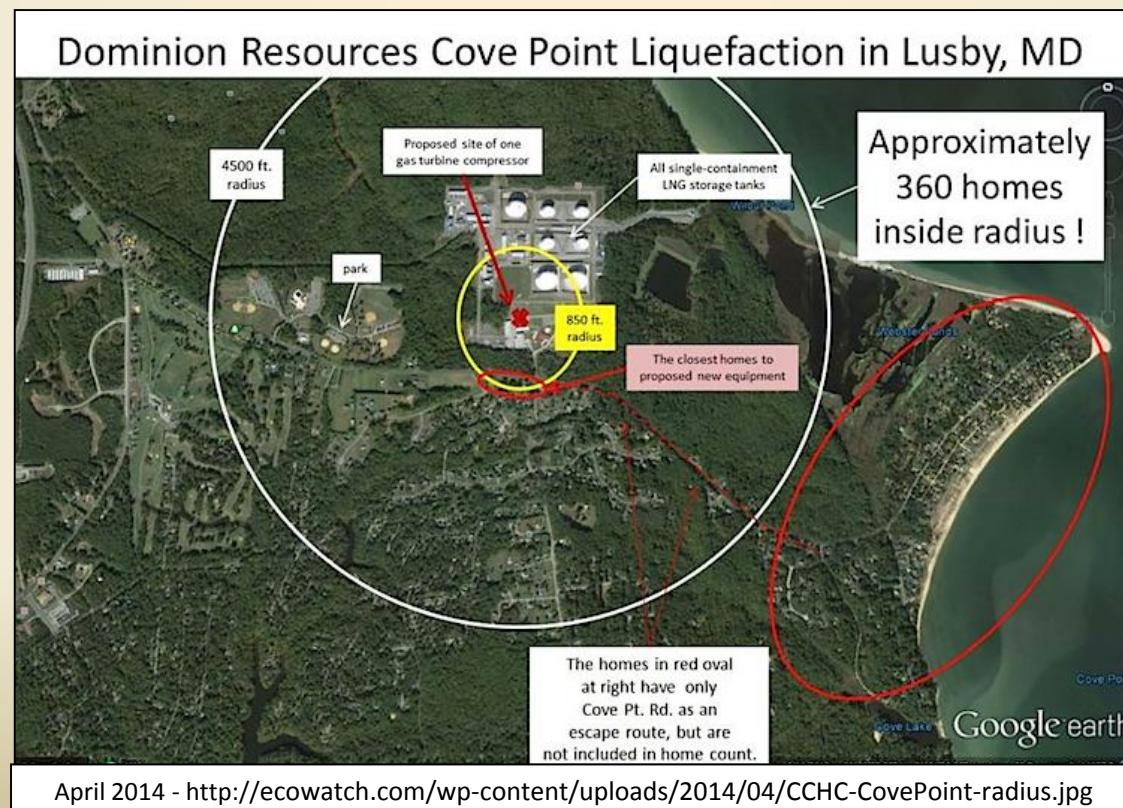 Dominion Resources Cove Point Liquefaction in Lusby, MD
Proposed site of one
gas turbine compressor
4500 ft.
radius
All single-containment
LNG storage tanks
Approximately
360 homes
inside radius !
park
850 ft.
radius
The closest homes to
proposed new equipment
The homes in red oval
at right have only
Cove Pt. Rd. as an
escape route, but are
not included in home count.
Cove Po
Cove Lake
Google earth
April 2014 - http://ecowatch.com/wp-content/uploads/2014/04/CCHC-CovePoint-radius.jpg